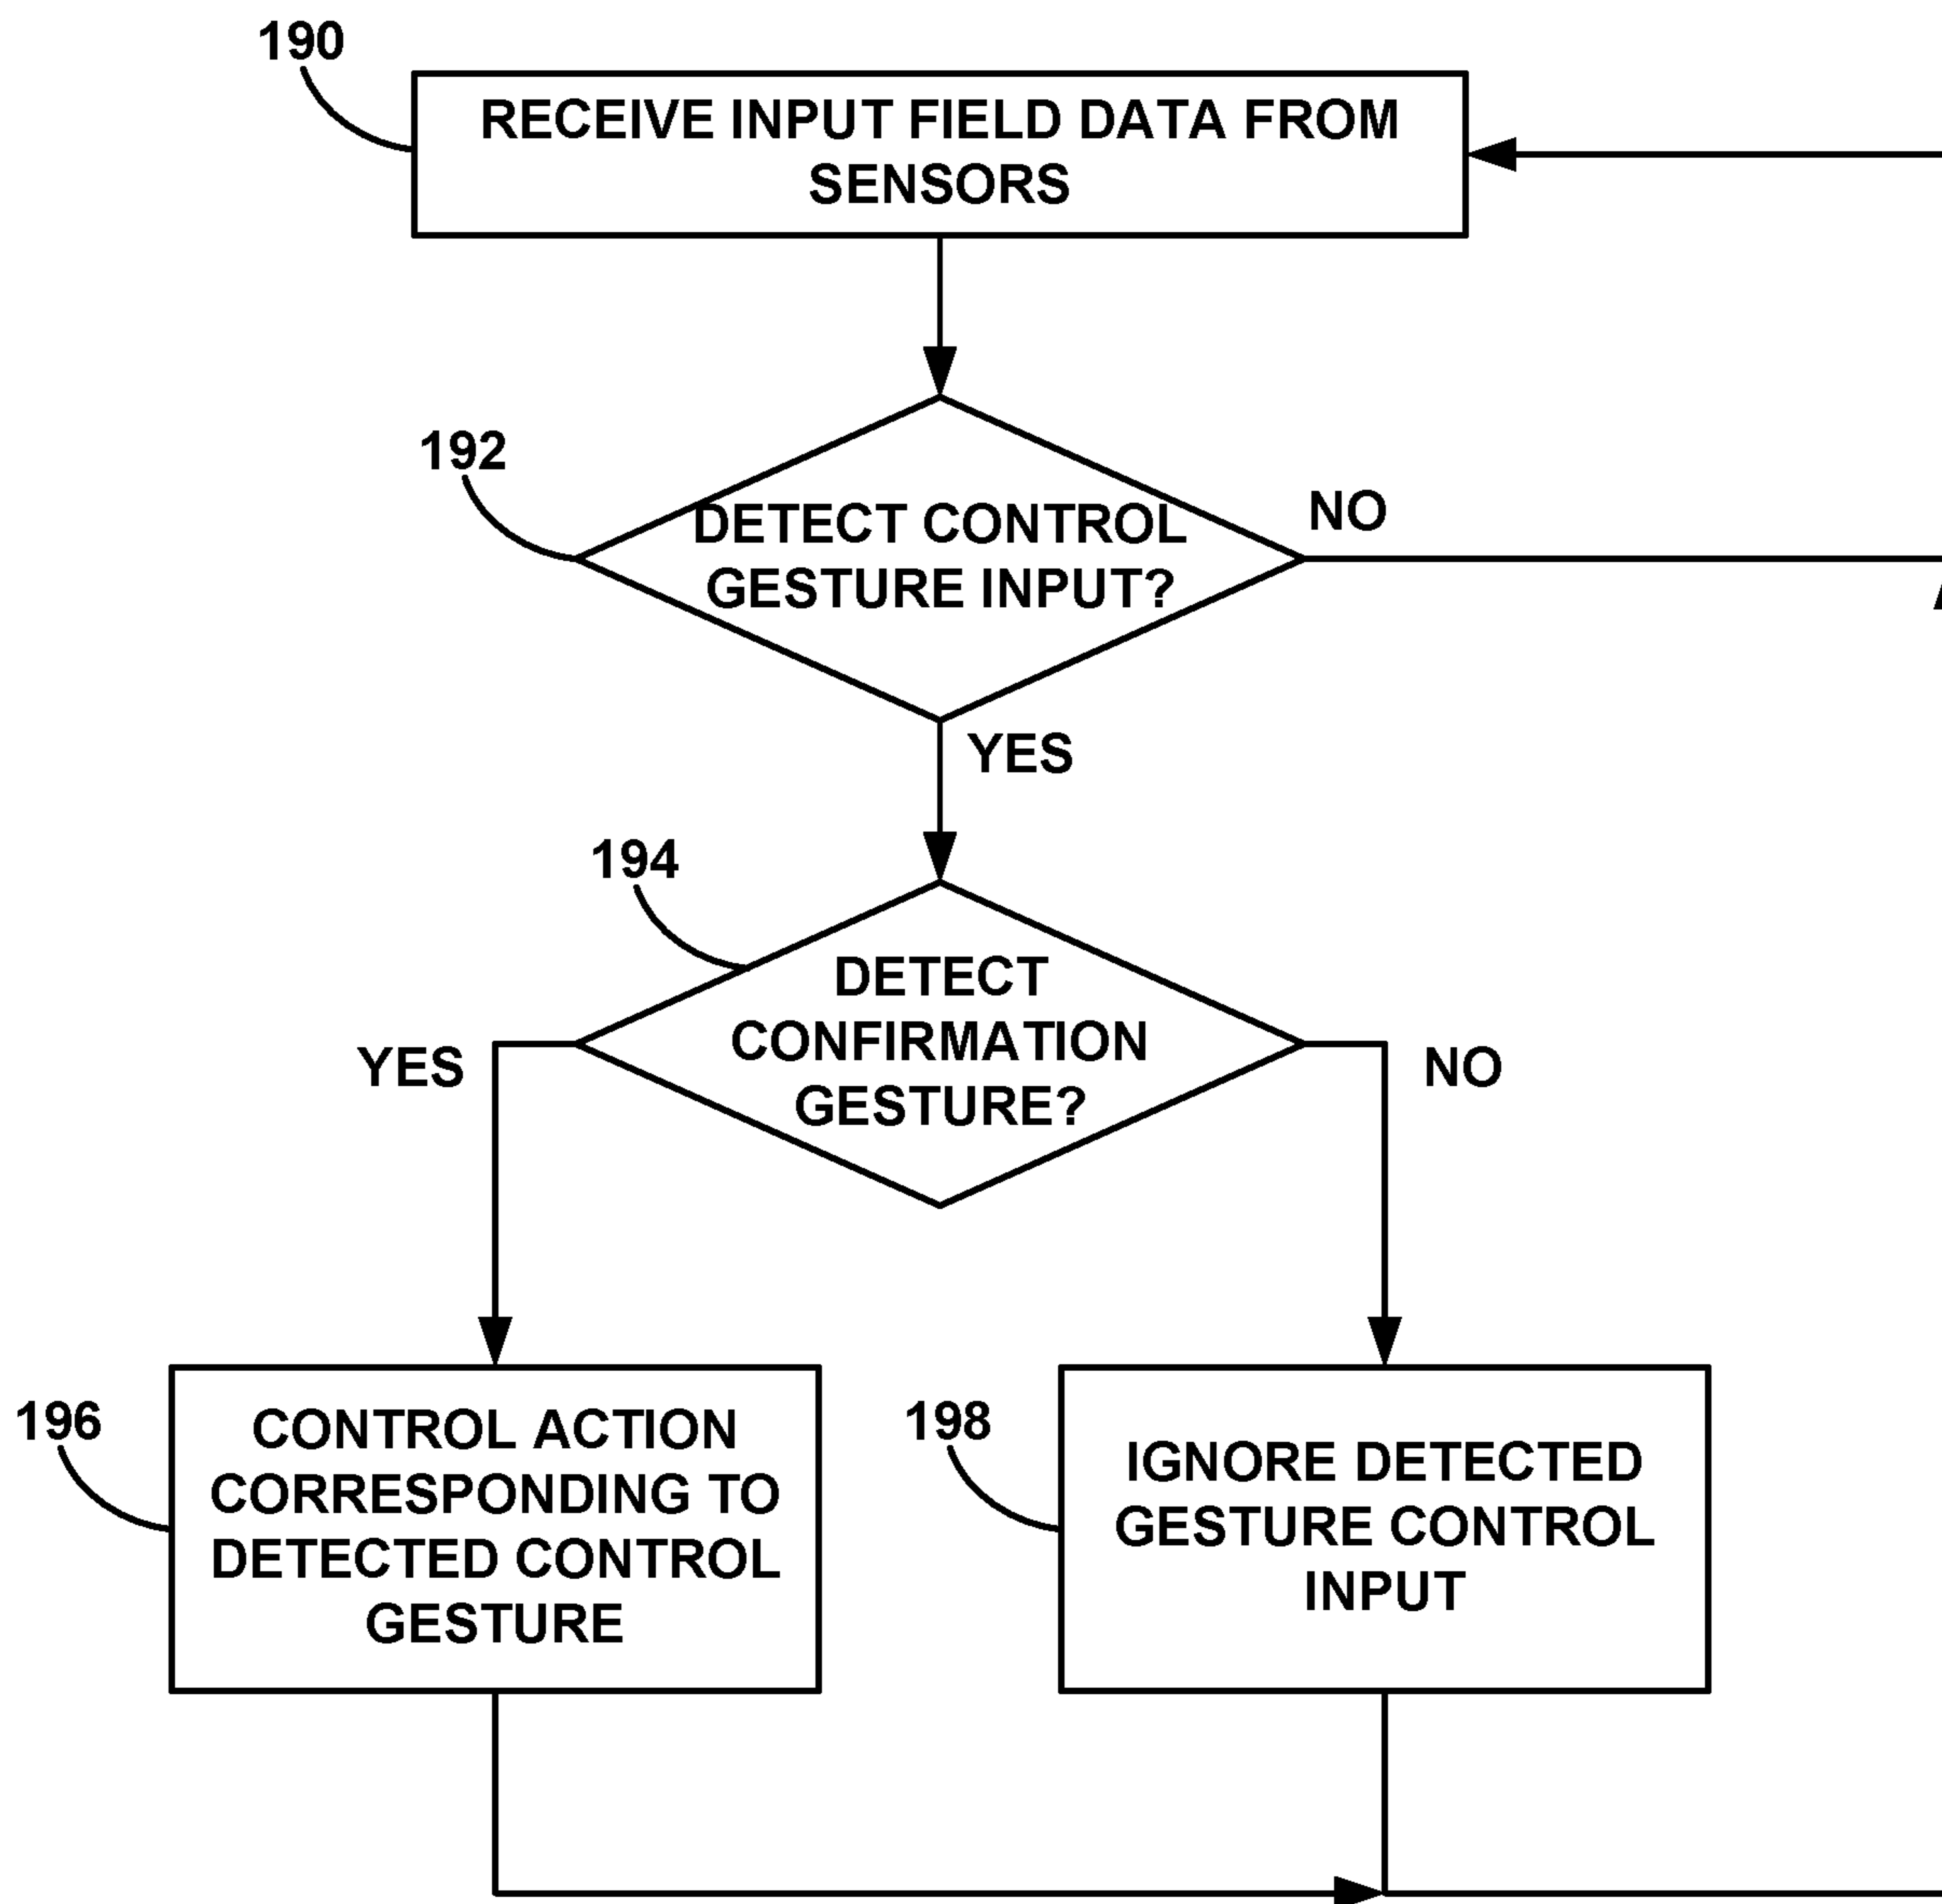 190
RECEIVE INPUT FIELD DATA FROM
SENSORS
192
DETECT CONTROL
GESTURE INPUT?
NO
YES
194
DETECT
CONFIRMATION
GESTURE?
YES
NO
196
CONTROL ACTION
CORRESPONDING TO
DETECTED CONTROL
GESTURE
198
IGNORE DETECTED
GESTURE CONTROL
INPUT